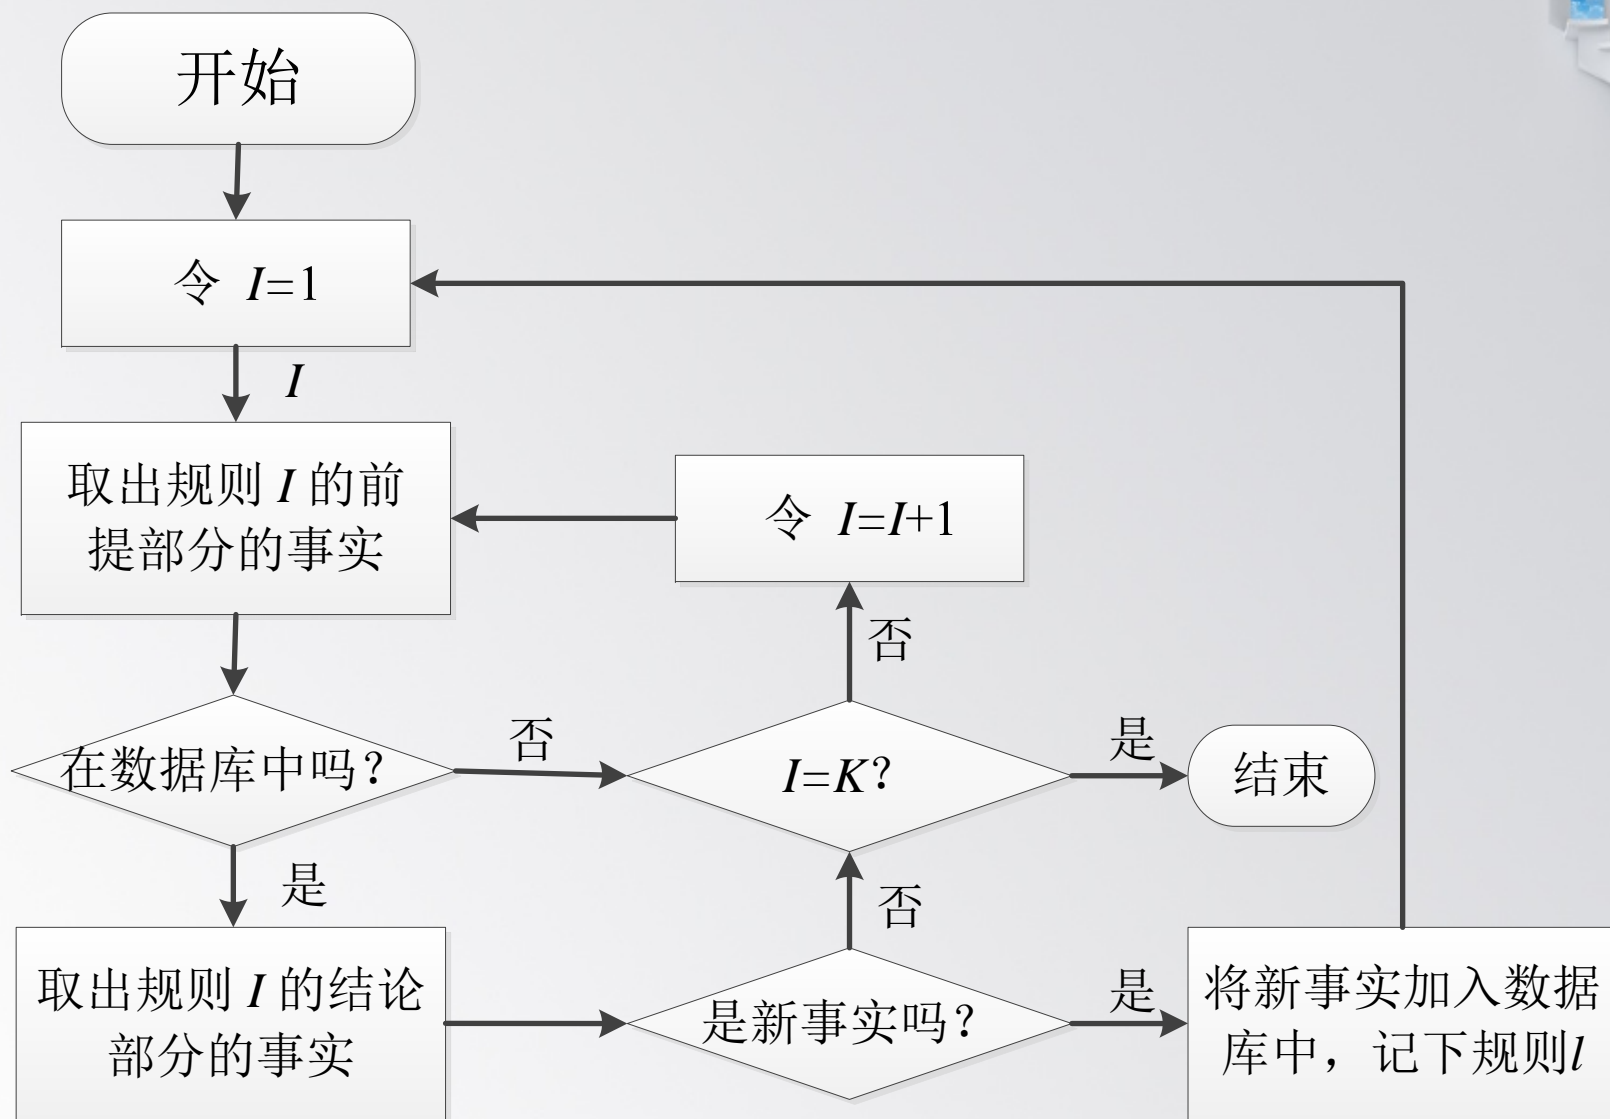 开始
令 I=1
I
取出规则 I 的前
提部分的事实
令 I=I+1
否
在数据库中吗?
否
I=K?
是
结束
是
否
取出规则 I 的结论
部分的事实
是新事实吗?
是
将新事实加入数据
库中，记下规则l